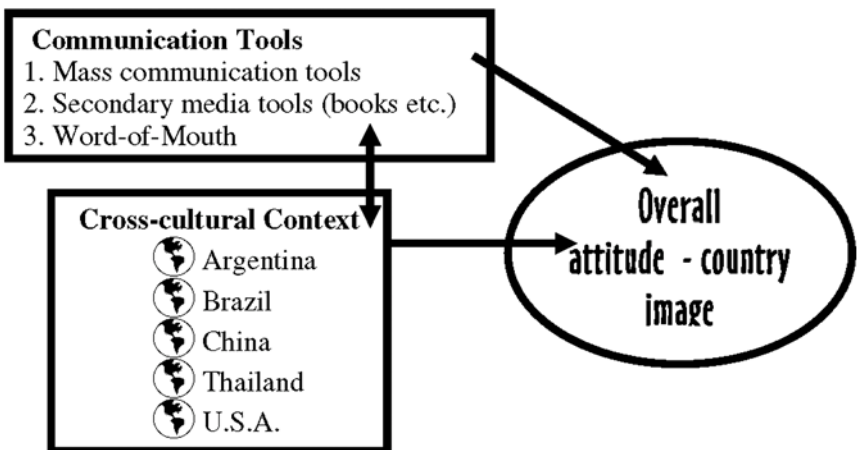 Communication Tools
1. Mass communication tools
2. Secondary media tools (books etc.)
3. Word-of-Mouth
Cross-cultural Context
Argentina
Brazil
China
Thailand
U.S.A.
Overall
attitude - country
image